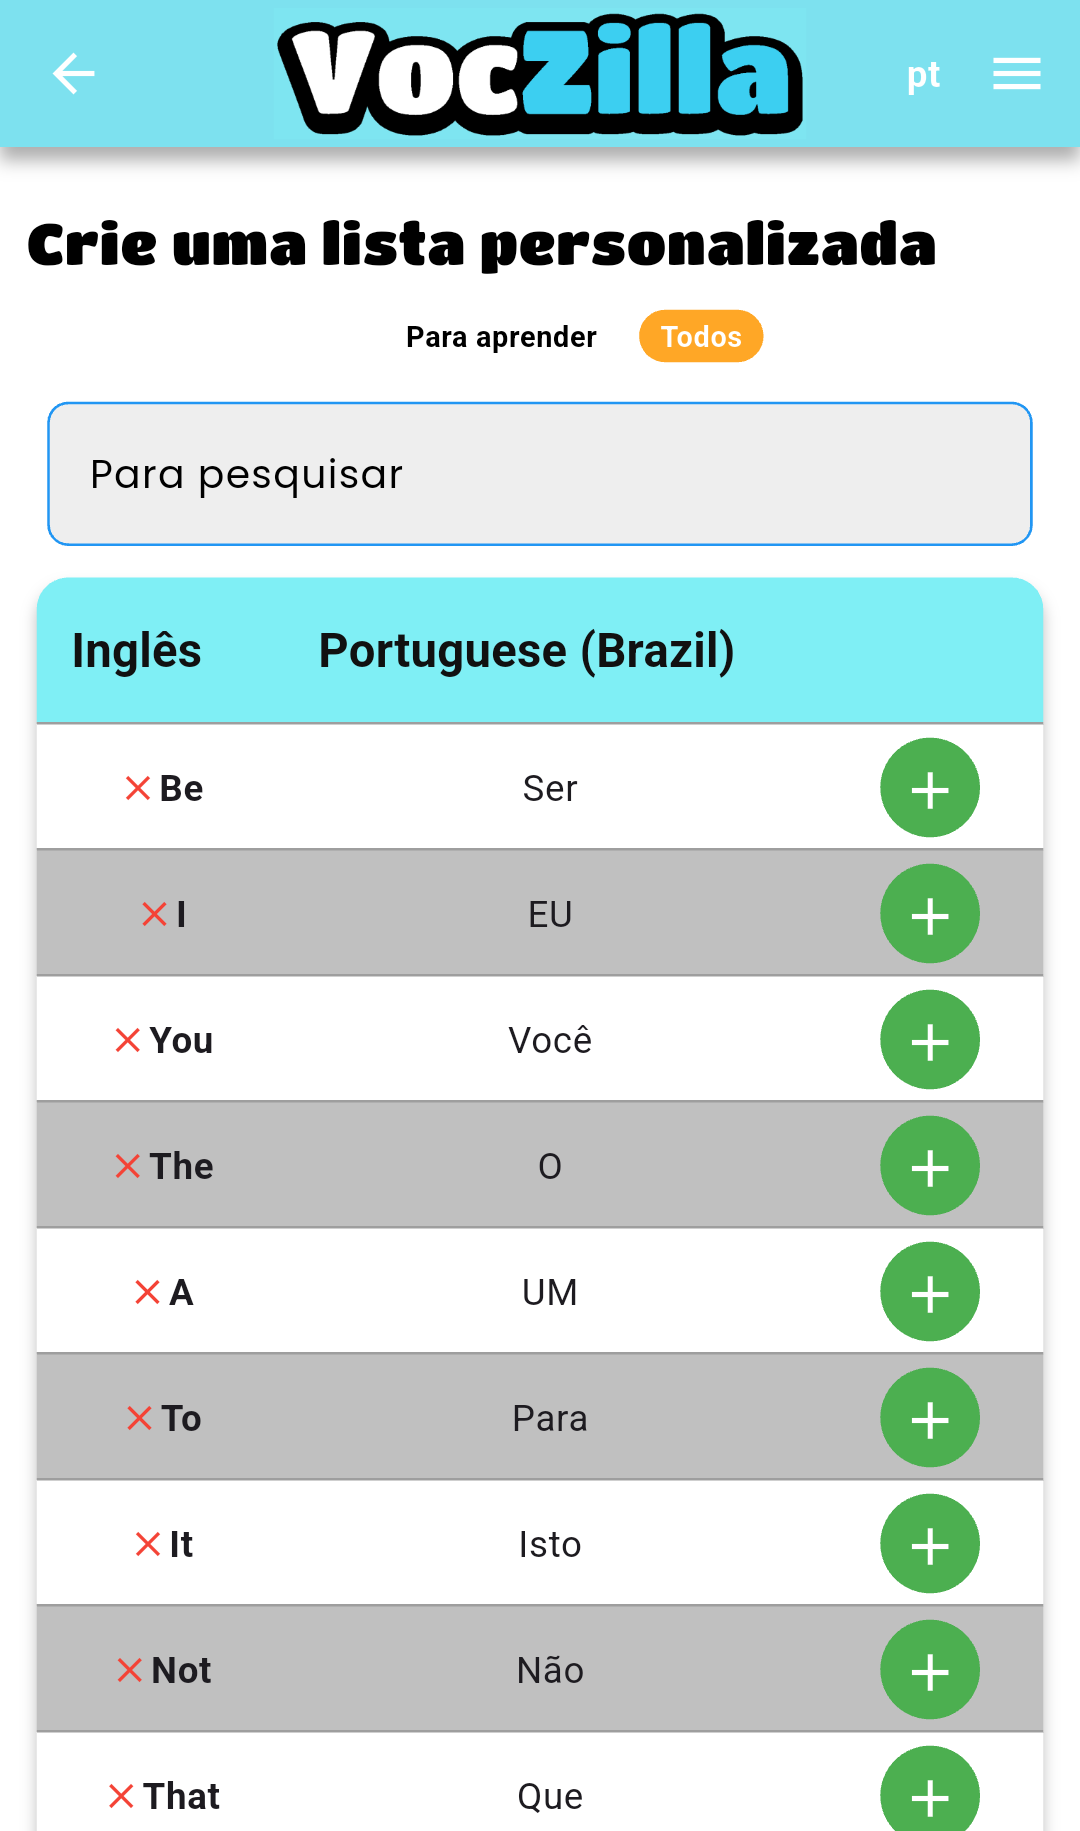 VocZilla
pt
Crie uma lista personalizada
Para aprender Todos
Para pesquisar
Inglês Portuguese (Brazil)
Be Ser
I EU
You Você
The O
A UM
To Para
It Isto
Not Não
That Que